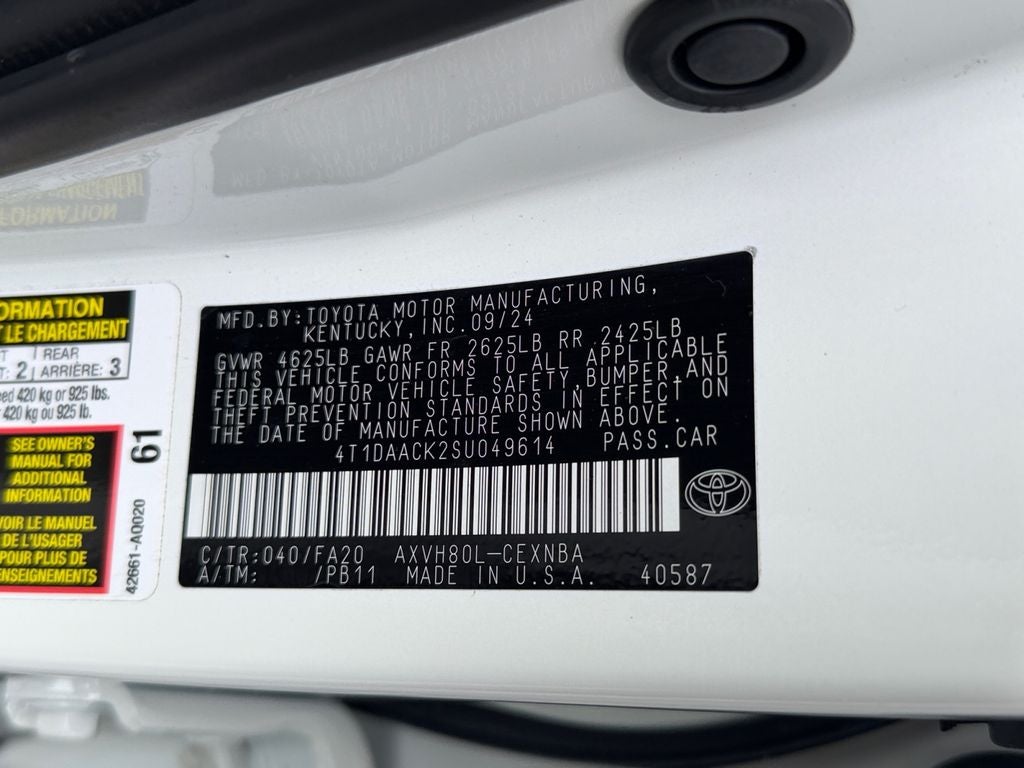 ORMATION
T LE CHARGEMENT
T REAR
: 2 ARRIÈRE: 3
eed 420 kg or 925 lbs.
r 420 kg ou 925 lb.
SEE OWNER'S
MANUAL FOR
ADDITIONAL
INFORMATION
VOIR LE MANUEL
DE L'USAGER
POUR PLUS DE
RENSEIGNEMENTS
61
42661-A0020
MFD.BY:TOYOTA MOTOR MANUFACTURING,
KENTUCKY,INC.09/24
GVWR 4625LB GAWR FR 2625LB RR 2425LB
THIS VEHICLE CONFORMS TO ALL APPLICABLE
FEDERAL MOTOR VEHICLE SAFETY,BUMPER,AND
THEFT PREVENTION STANDARDS IN EFFECT ON
THE DATE OF MANUFACTURE SHOWN ABOVE.
4T1DAACK2SU049614 PASS.CAR
C/TR:040/FA20 AXVH80L-CEXNBA
A/TM: /PB11 MADE IN U.S.A. 40587